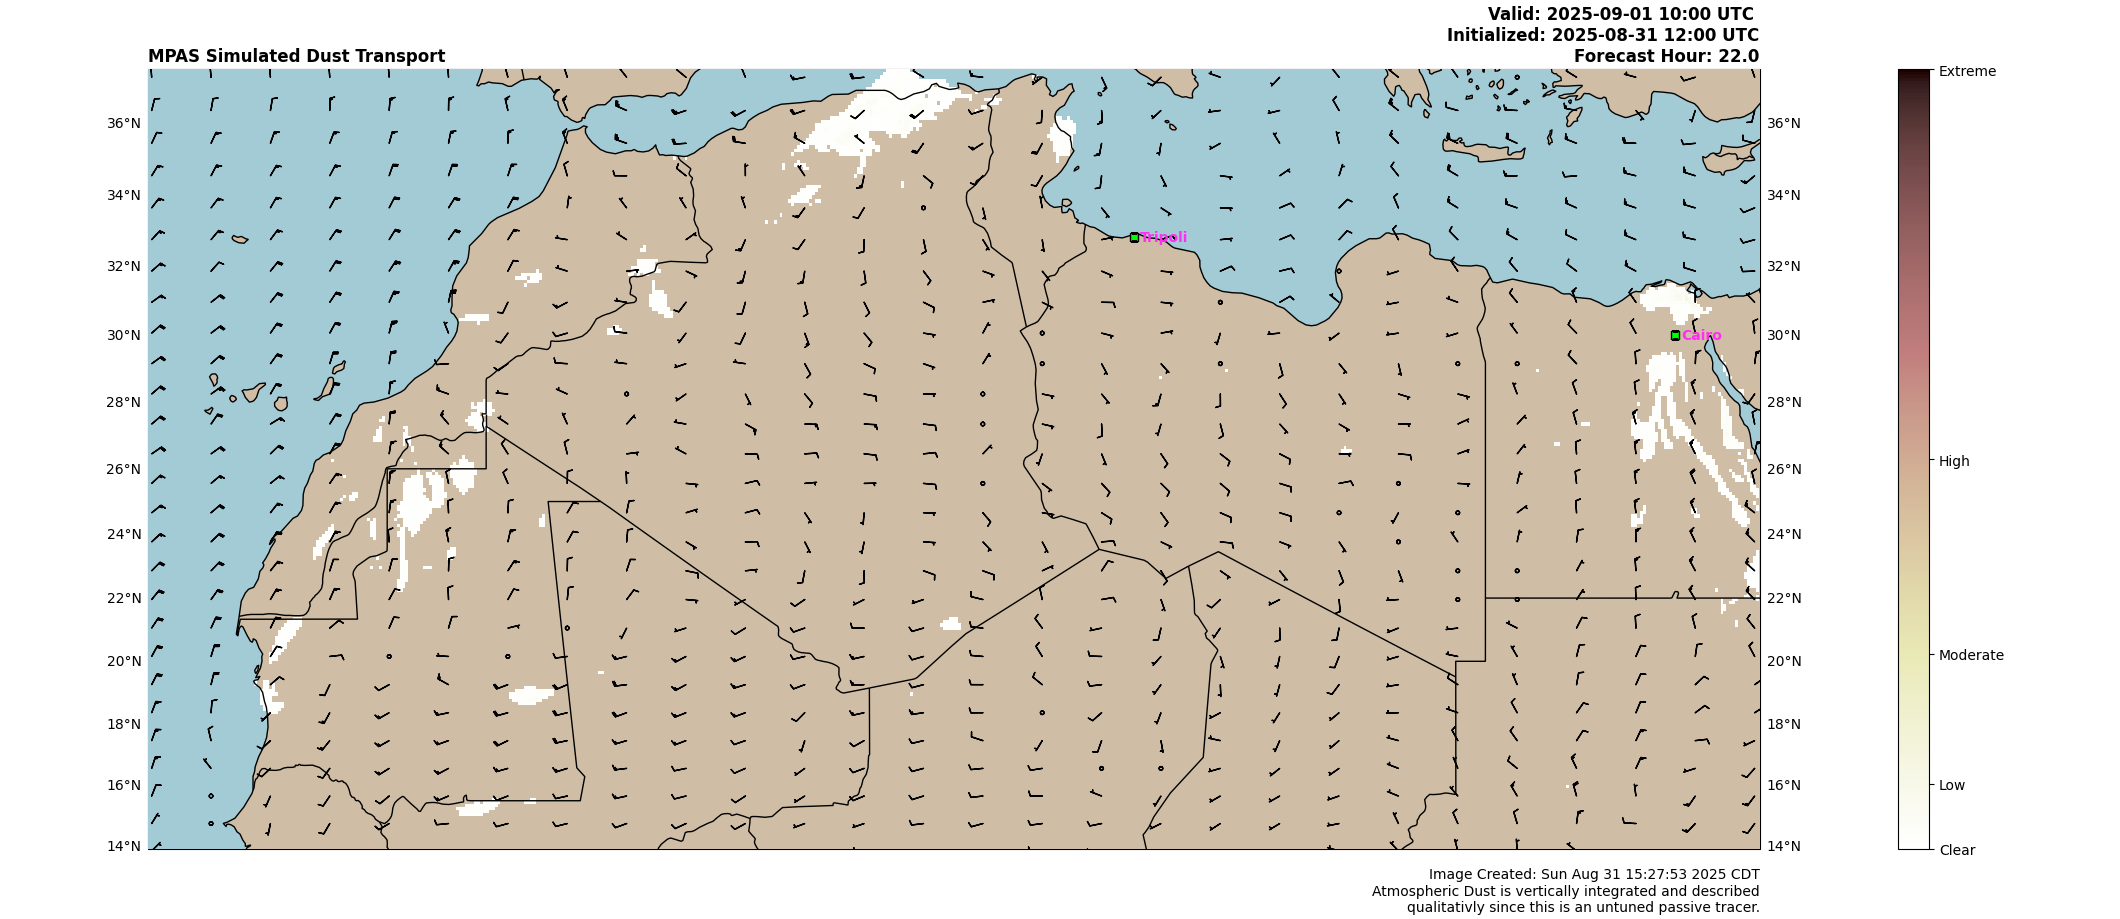 Valid: 2025-09-01 10:00 UTC
Initialized: 2025-08-31 12:00 UTC
MPAS Simulated Dust Transport
Forecast Hour: 22.0
Extreme
36°N
36°N
34°N
34°N
Tripoli
32°N
32°N
30°N
Cairo
30°N
28°N
28°N
26°N
26°N
High
24°N
24°N
22°N
22°N
20°N
20°N
Moderate
18°N
18°N
16°N
16°N
Low
14°N
14°N
Clear
Image Created: Sun Aug 31 15:27:53 2025 CDT
Atmospheric Dust is vertically integrated and described
qualitativly since this is an untuned passive tracer.